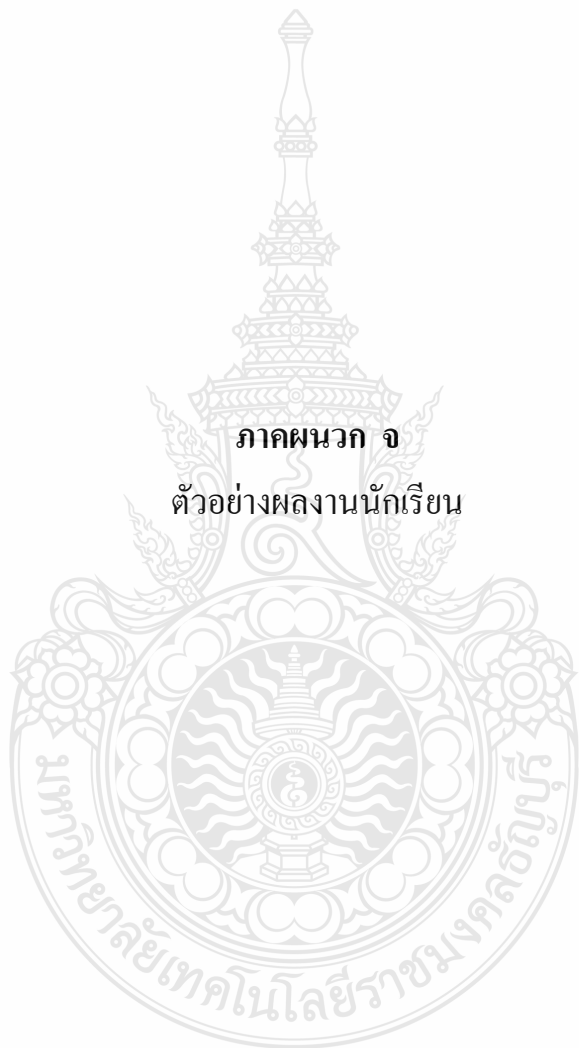 ภาคผนวก จ
ตัวอย่างผลงานนักเรียน
มหาวิทยาลัยเทคโนโลยีราชมงคลธัญบุรี